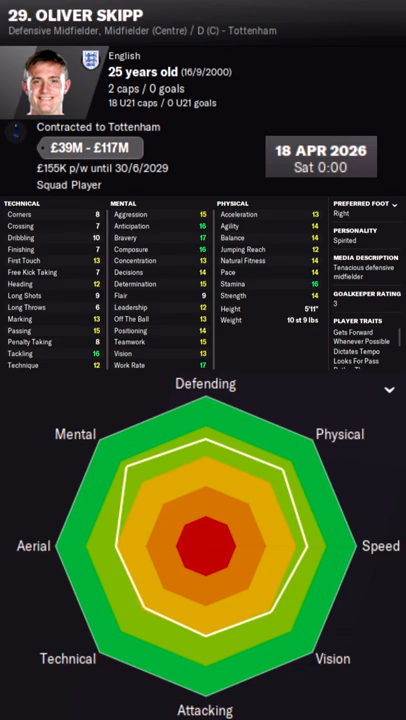 29. OLIVER SKIPP
Defensive Midfielder, Midfielder (Centre) / D (C) - Tottenham
English
25 years old (16/9/2000)
2 caps / 0 goals
18 U21 caps / 0 U21 goals
Contracted to Tottenham
£39M - £117M
£155K p/w until 30/6/2029
Squad Player
18 APR 2026
Sat 0:00
TECHNICAL
Corners 8
Crossing 7
Dribbling 10
Finishing 7
First Touch 13
Free Kick Taking 7
Heading 12
Long Shots 9
Long Throws 6
Marking 13
Passing 15
Penalty Taking 8
Tackling 16
Technique 12
MENTAL
Aggression 15
Anticipation 16
Bravery 17
Composure 16
Concentration 13
Decisions 14
Determination 15
Flair 9
Leadership 12
Off The Ball 13
Positioning 14
Teamwork 15
Vision 13
Work Rate 17
PHYSICAL
Acceleration 13
Agility 14
Balance 14
Jumping Reach 12
Natural Fitness 14
Pace 14
Stamina 16
Strength 14
Height 5'11"
Weight 10 st 9 lbs
PREFERRED FOOT
Right
PERSONALITY
Spirited
MEDIA DESCRIPTION
Tenacious defensive
midfielder
GOALKEEPER RATING
3
PLAYER TRAITS
Gets Forward
Whenever Possible
Dictates Tempo
Looks For Pass
Defending
Physical
Speed
Vision
Attacking
Technical
Aerial
Mental